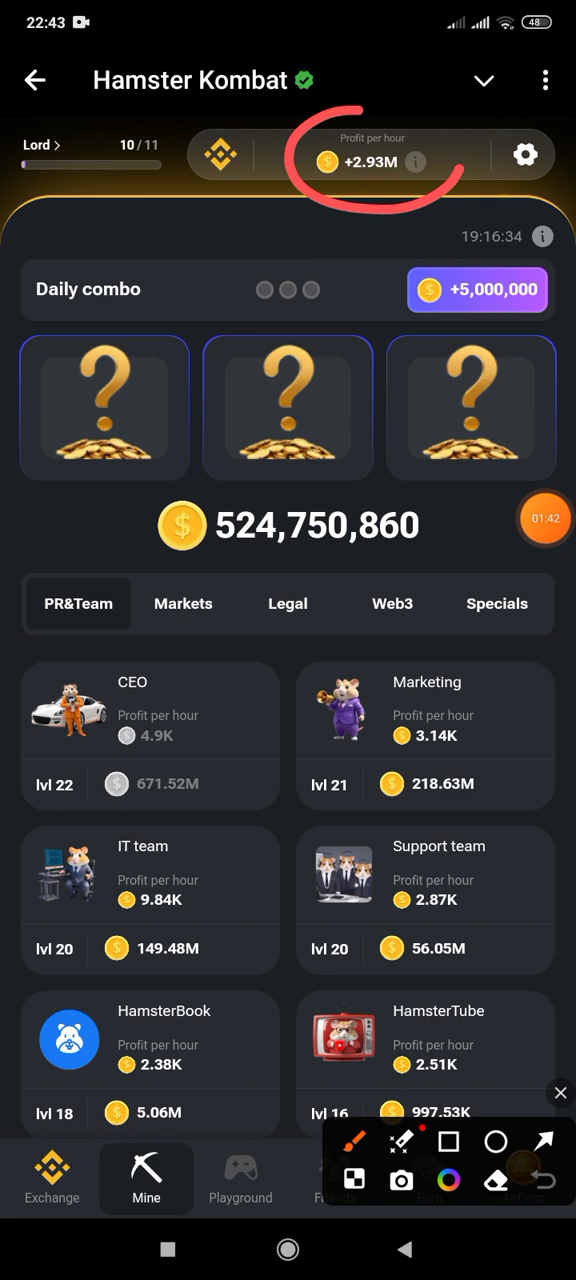 22:43
48
Hamster Kombat
Lord >
10 / 11
Profit per hour
+2.93M
19:16:34
Daily combo
+5,000,000
524,750,860
01:42
PR&Team Markets Legal Web3 Specials
CEO
Profit per hour
4.9K
lvl 22
671.52M
Marketing
Profit per hour
3.14K
lvl 21
218.63M
IT team
Profit per hour
9.84K
lvl 20
149.48M
Support team
Profit per hour
2.87K
lvl 20
56.05M
HamsterBook
Profit per hour
2.38K
lvl 18
5.06M
HamsterTube
Profit per hour
2.51K
lvl 16
997.53K
Exchange Mine Playground Friends Earn AirDrop